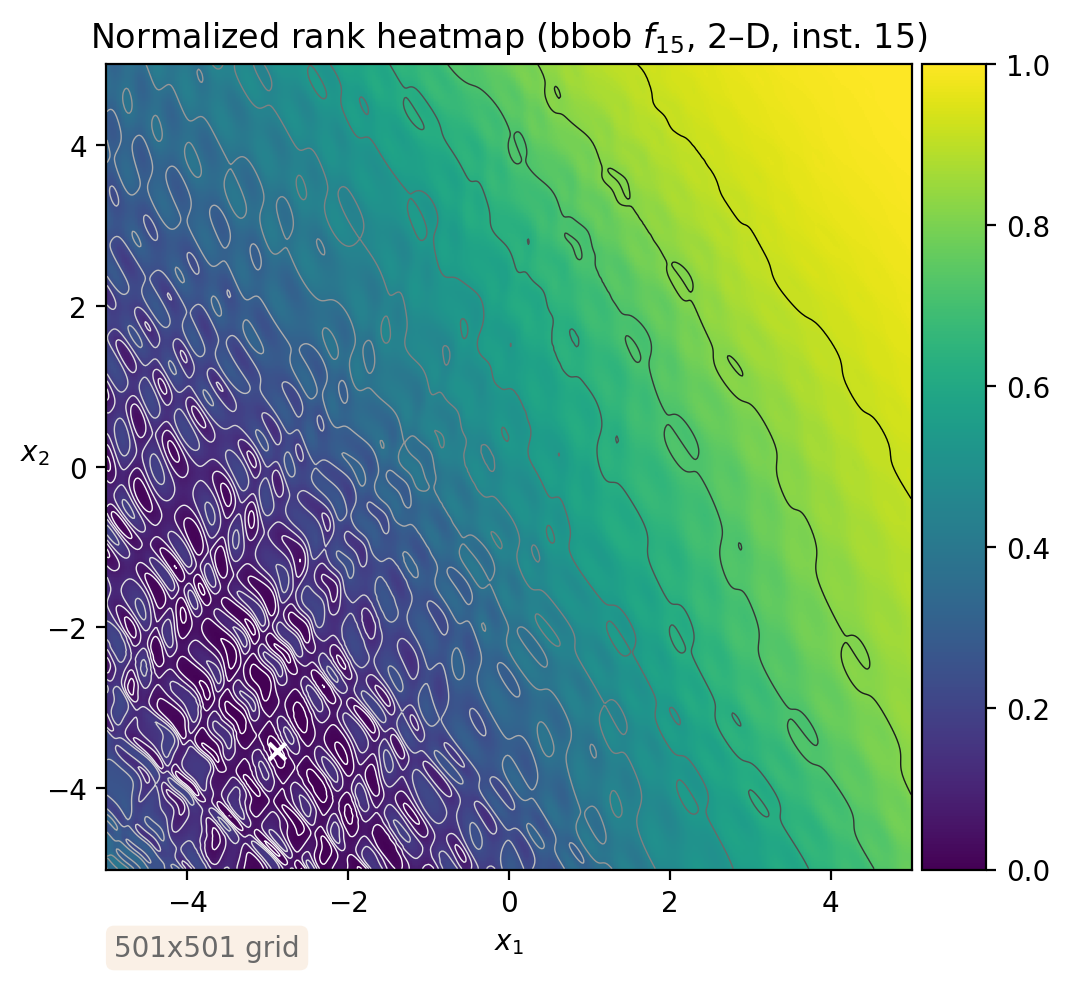 Normalized rank heatmap (bbob f₁₅, 2–D, inst. 15)
1.0
0.8
0.6
0.4
0.2
0.0
4
2
0
−2
−4
x₂
−4 −2 0 2 4
x₁
501x501 grid